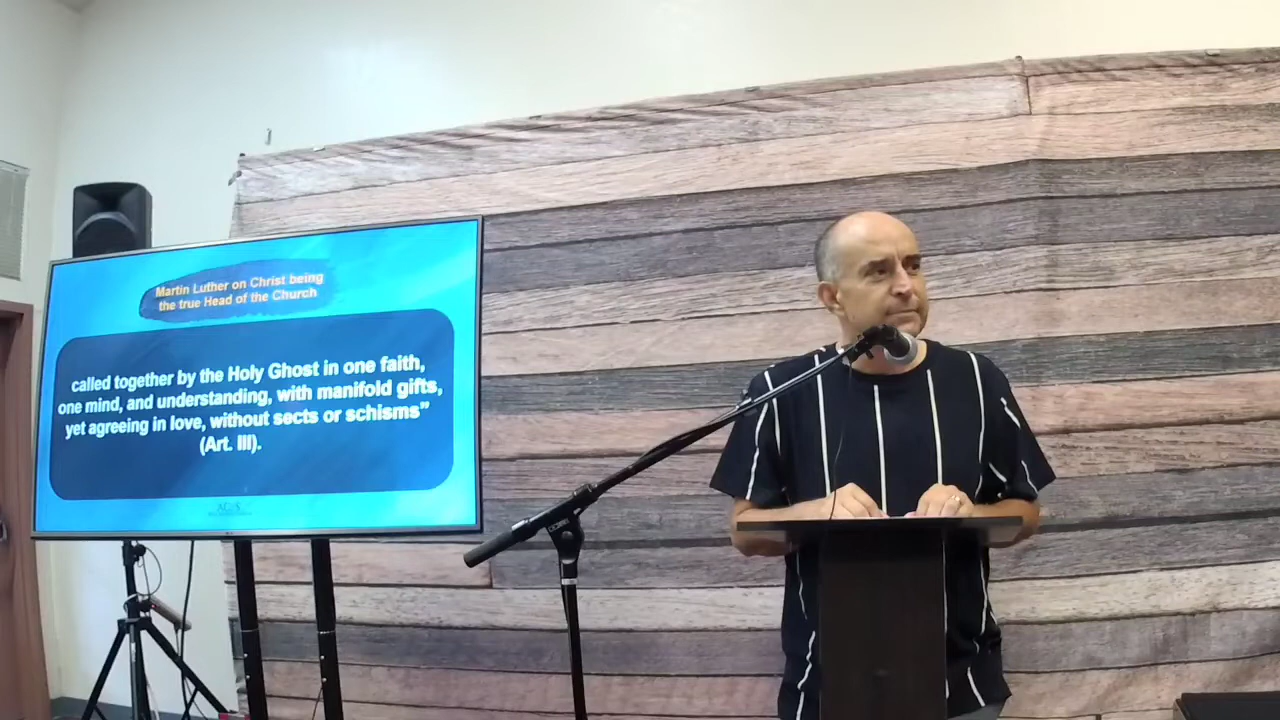 Martin Luther on Christ being
the true Head of the Church
called together by the Holy Ghost in one faith,
one mind, and understanding, with manifold gifts,
yet agreeing in love, without sects or schisms”
(Art. III).